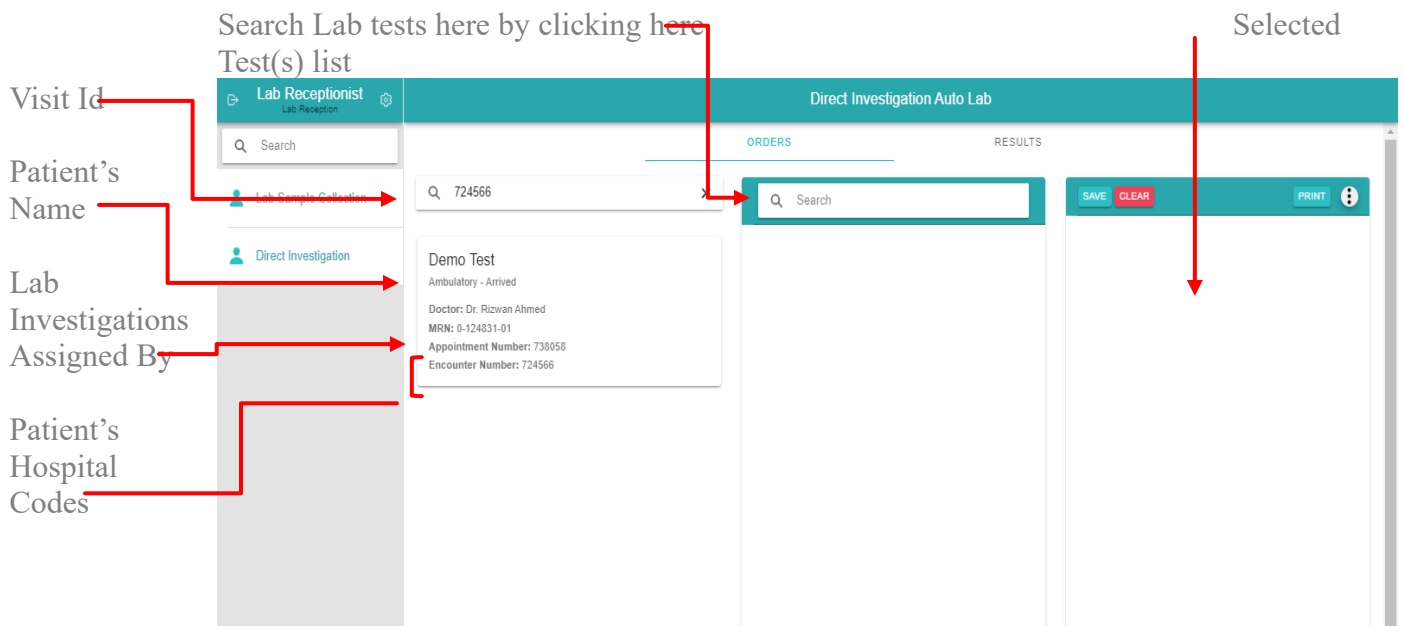 Search Lab tests here by clicking here Selected
Test(s) list
Visit Id
Patient’s
Name
Lab
Investigations
Assigned By
Patient’s
Hospital
Codes
Lab Receptionist
Lab Reception
Search
Lab Sample Collection
Direct Investigation
Direct Investigation Auto Lab
ORDERS RESULTS
724566 X
Demo Test
Ambulatory - Arrived
Doctor: Dr. Rizwan Ahmed
MRN: 0-124831-01
Appointment Number: 738058
Encounter Number: 724566
Search
SAVE CLEAR PRINT